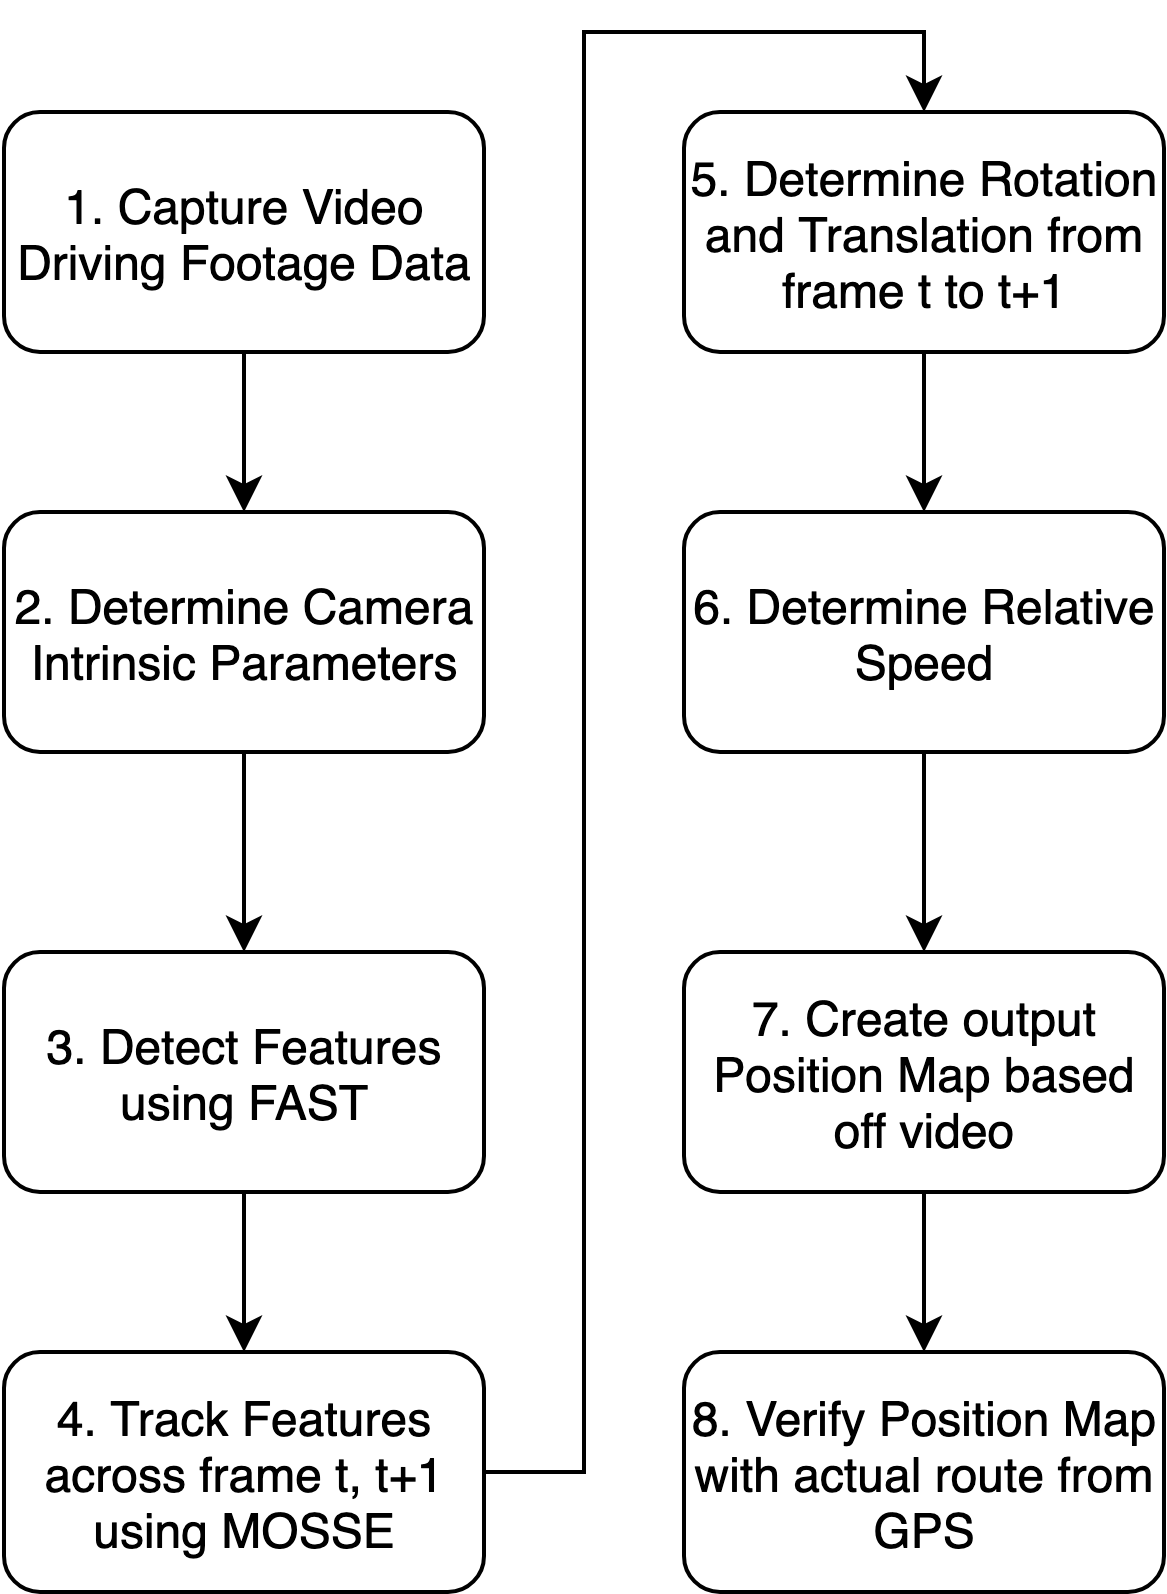 1. Capture Video
Driving Footage Data
2. Determine Camera
Intrinsic Parameters
3. Detect Features
using FAST
4. Track Features
across frame t, t+1
using MOSSE
5. Determine Rotation
and Translation from
frame t to t+1
6. Determine Relative
Speed
7. Create output
Position Map based
off video
8. Verify Position Map
with actual route from
GPS